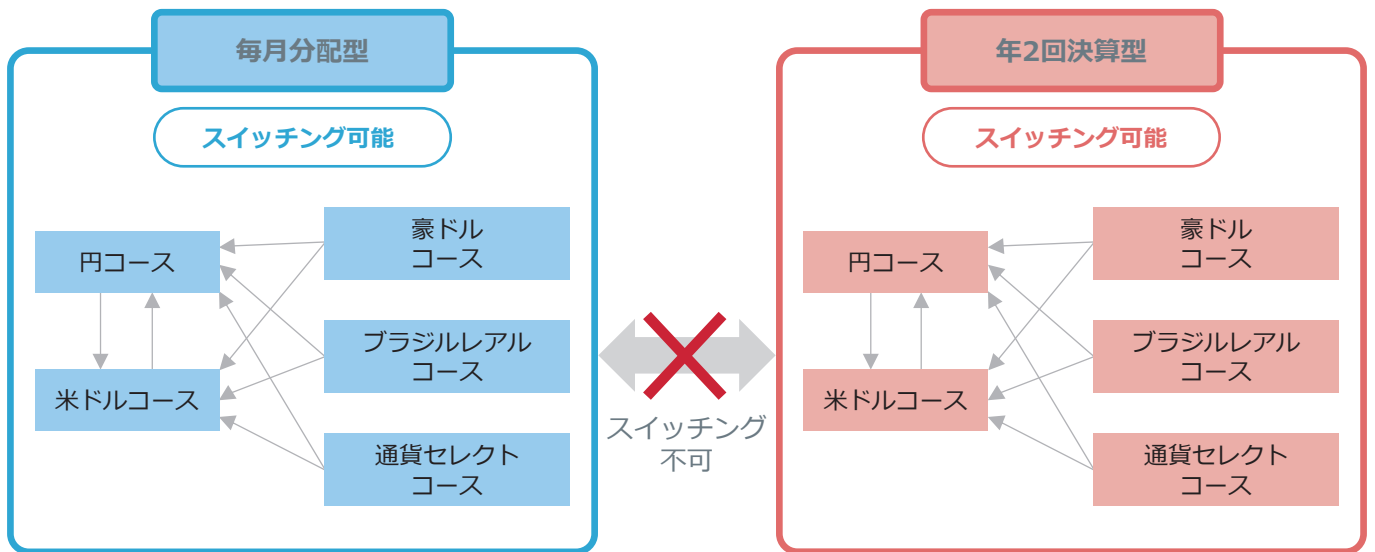 毎月分配型
スイッチング可能
円コース
米ドルコース
豪ドル
コース
ブラジルレアル
コース
通貨セレクト
コース
スイッチング
不可
年2回決算型
スイッチング可能
円コース
米ドルコース
豪ドル
コース
ブラジルレアル
コース
通貨セレクト
コース